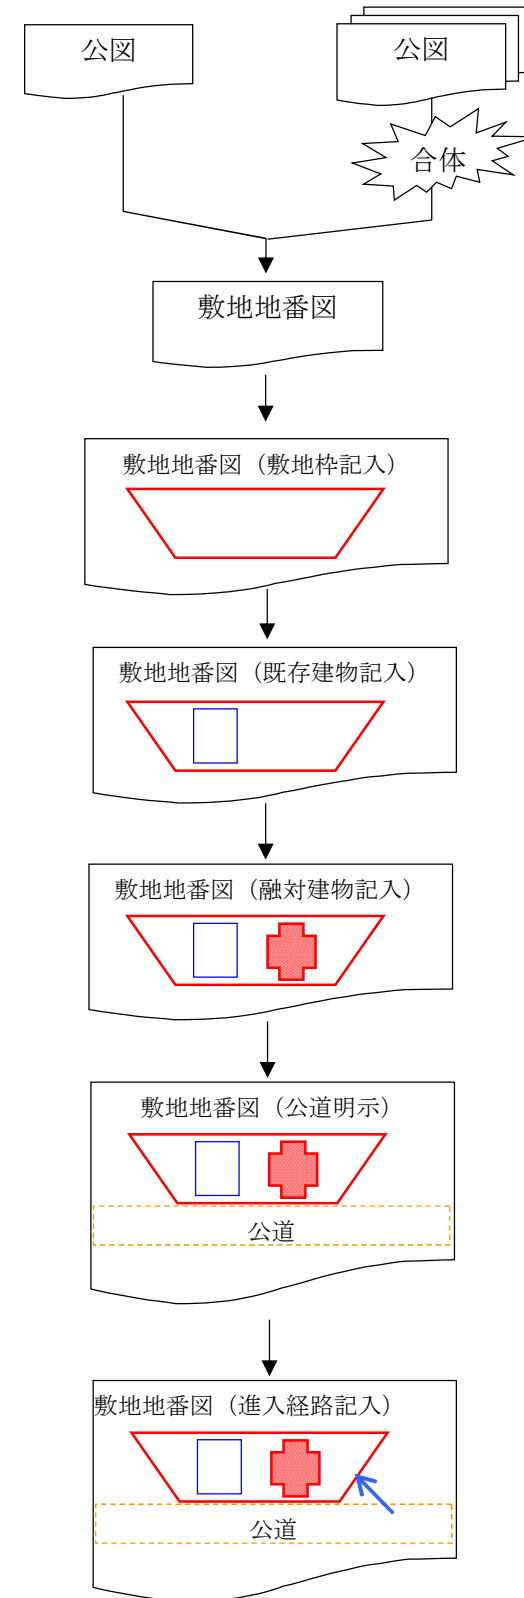 公図
公図
合体
敷地地番図
敷地地番図（敷地枠記入）
敷地地番図（既存建物記入）
敷地地番図（融対建物記入）
敷地地番図（公道明示）
公道
敷地地番図（進入経路記入）
公道